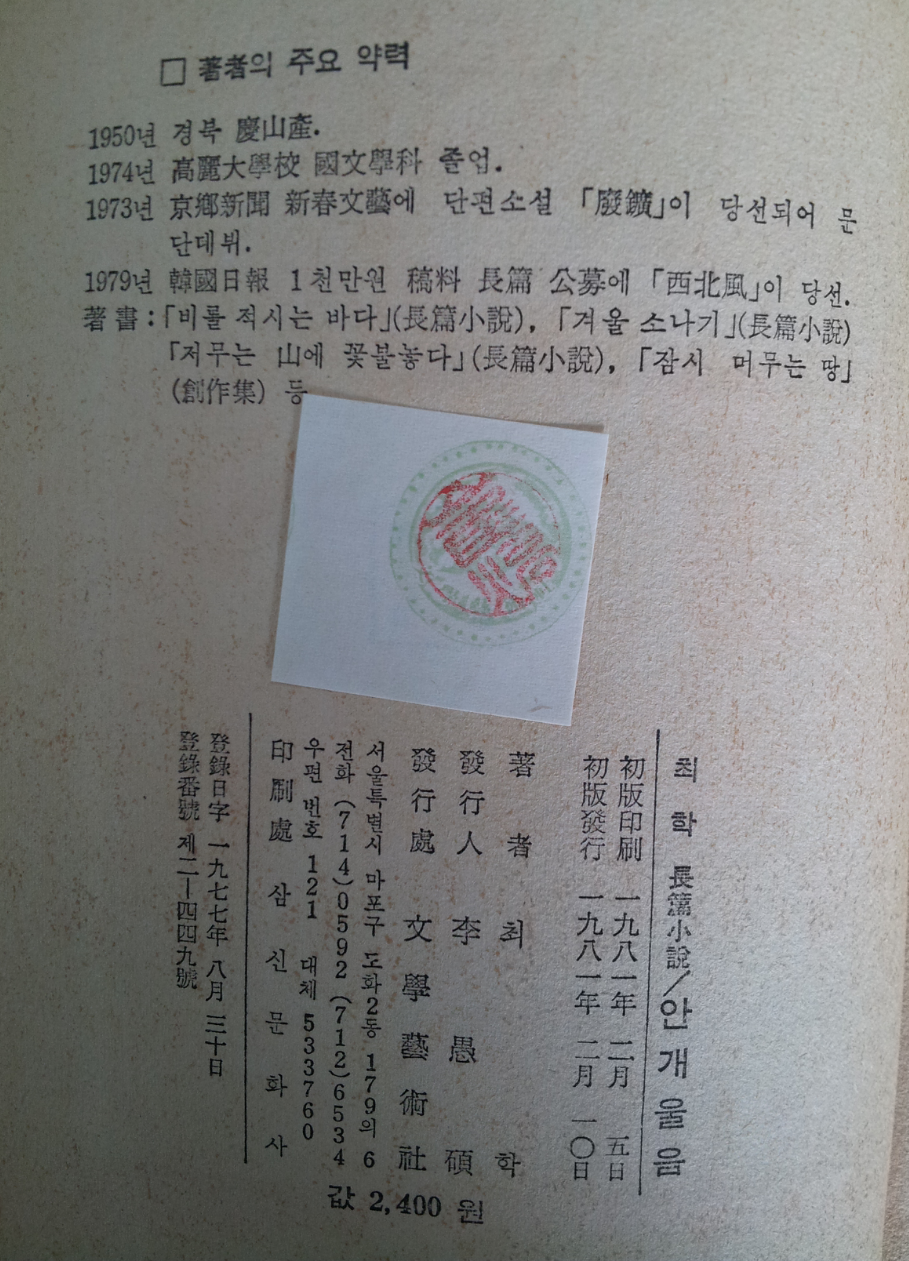 □ 著者의 주요 약력
1950년 경북 慶山產.
1974년 高麗大學校 國文學科 졸업.
1973년 京鄕新聞 新春文藝에 단편소설 「廢鑛」이 당선되어 문
단데뷔.
1979년 韓國日報 1천만원 稿料 長篇 公募에 「西北風」이 당선.
著書:「비를 적시는 바다」(長篇小說), 「겨울 소나기」(長篇小說)
「저무는 山에 꽃불놓다」(長篇小說), 「잠시 머무는 땅」
(創作集) 등
최학 長篇小說/안개울음
初版印刷 一九八一年 二月 五日
初版發行 一九八一年 二月 一〇日
著者 최학
發行人 李愚碩
發行處 文學藝術社
서울특별시 마포구 도화2동 179의 6
전화 (714)0592 (712)6534
우편 번호 121 대체 533760
印刷處 삼신문화사
登錄日字 一九七七年 八月 三十日
登錄番號 제二—四四九號
값 2,400 원